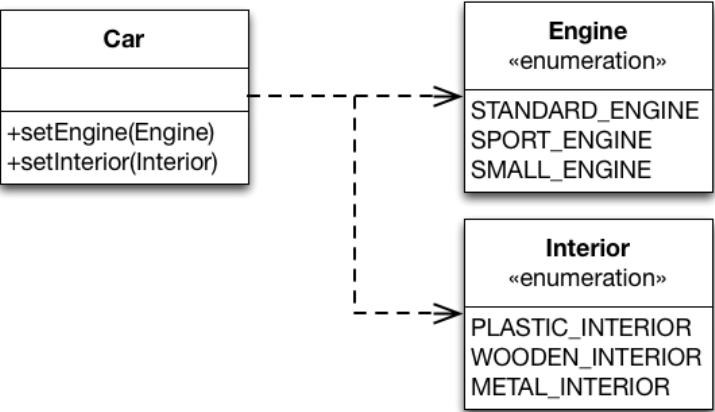 Car
+setEngine(Engine)
+setInterior(Interior)
Engine
«enumeration»
STANDARD_ENGINE
SPORT_ENGINE
SMALL_ENGINE
Interior
«enumeration»
PLASTIC_INTERIOR
WOODEN_INTERIOR
METAL_INTERIOR